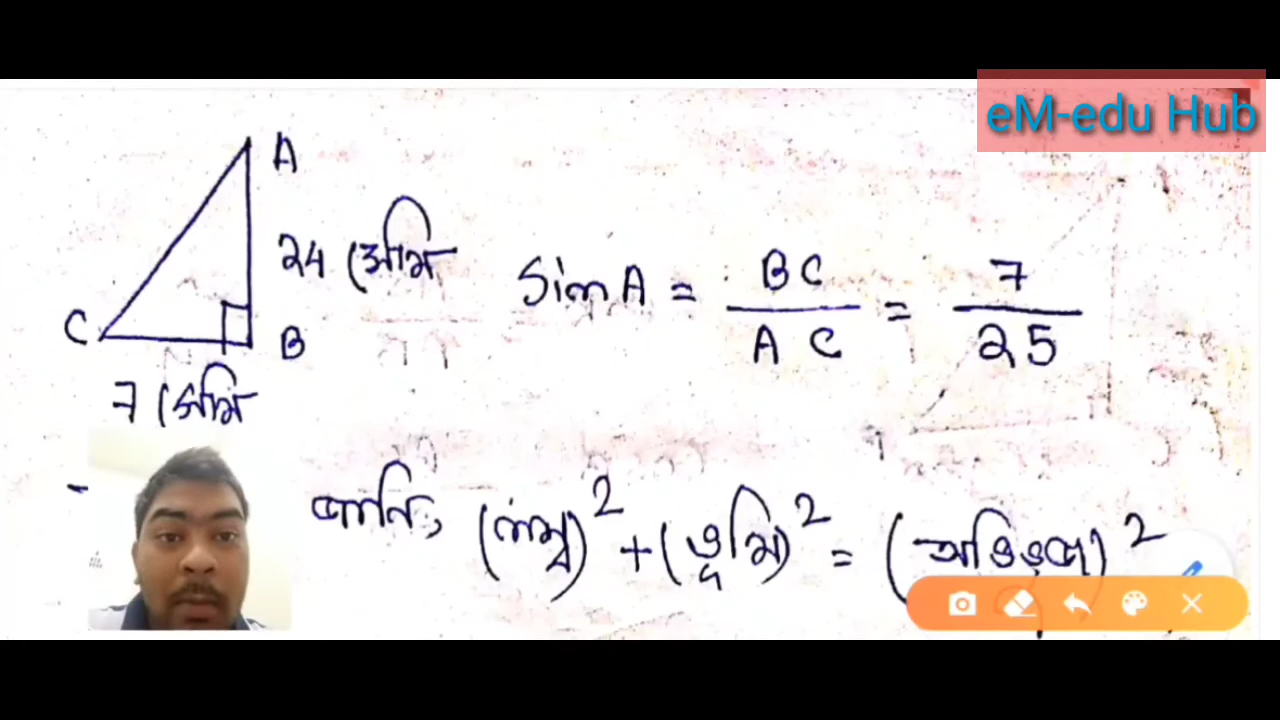 eM-edu Hub
A
24 সেমি
Sin A = BC / AC = 7 / 25
C
B
7 সেমি
জানি, (লম্ব)² + (ভূমি)² = (অতিভুজ)²